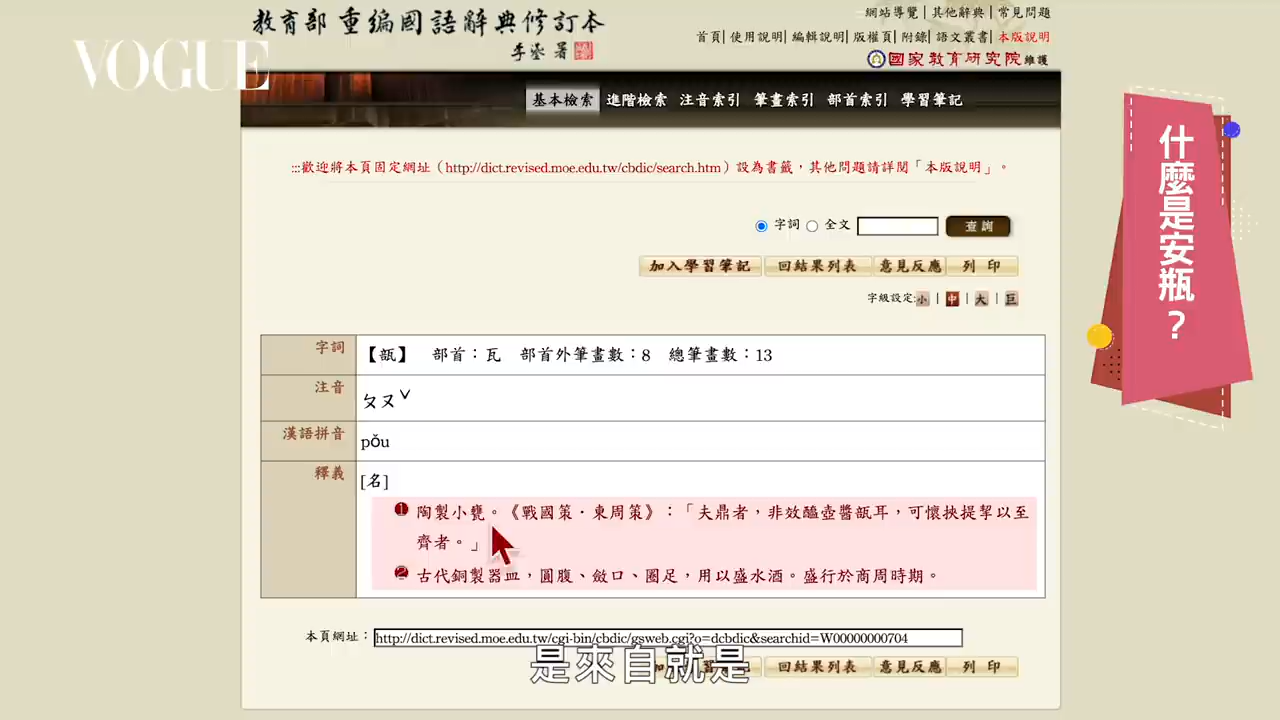 教育部 重編國語辭典修訂本
李鍌 署
網站導覽│其他辭典│常見問題
首頁│使用說明│編輯說明│版權頁│附錄│語文叢書│本版說明
國家教育研究院維護
VOGUE
基本檢索 進階檢索 注音索引 筆畫索引 部首索引 學習筆記
:::歡迎將本頁固定網址（http://dict.revised.moe.edu.tw/cbdic/search.htm）設為書籤，其他問題請詳閱「本版說明」。
字詞 全文 查詢
加入學習筆記 回結果列表 意見反應 列 印
字級設定: 小 | 中 | 大 | 巨
字詞 【瓿】 部首：瓦 部首外筆畫數：8 總筆畫數：13
注音 ㄆㄡˇ
漢語拼音 pǒu
釋義 [名]
❶ 陶製小甕。《戰國策．東周策》：「夫鼎者，非效醯壺醬瓿耳，可懷挾提挈以至
齊者。」
❷ 古代銅製器皿，圓腹、斂口、圈足，用以盛水酒。盛行於商周時期。
本頁網址：http://dict.revised.moe.edu.tw/cgi-bin/cbdic/gsweb.cgi?o=dcbdic&searchid=W00000000704
回結果列表 意見反應 列 印
是來自就是
什麼是安瓶？